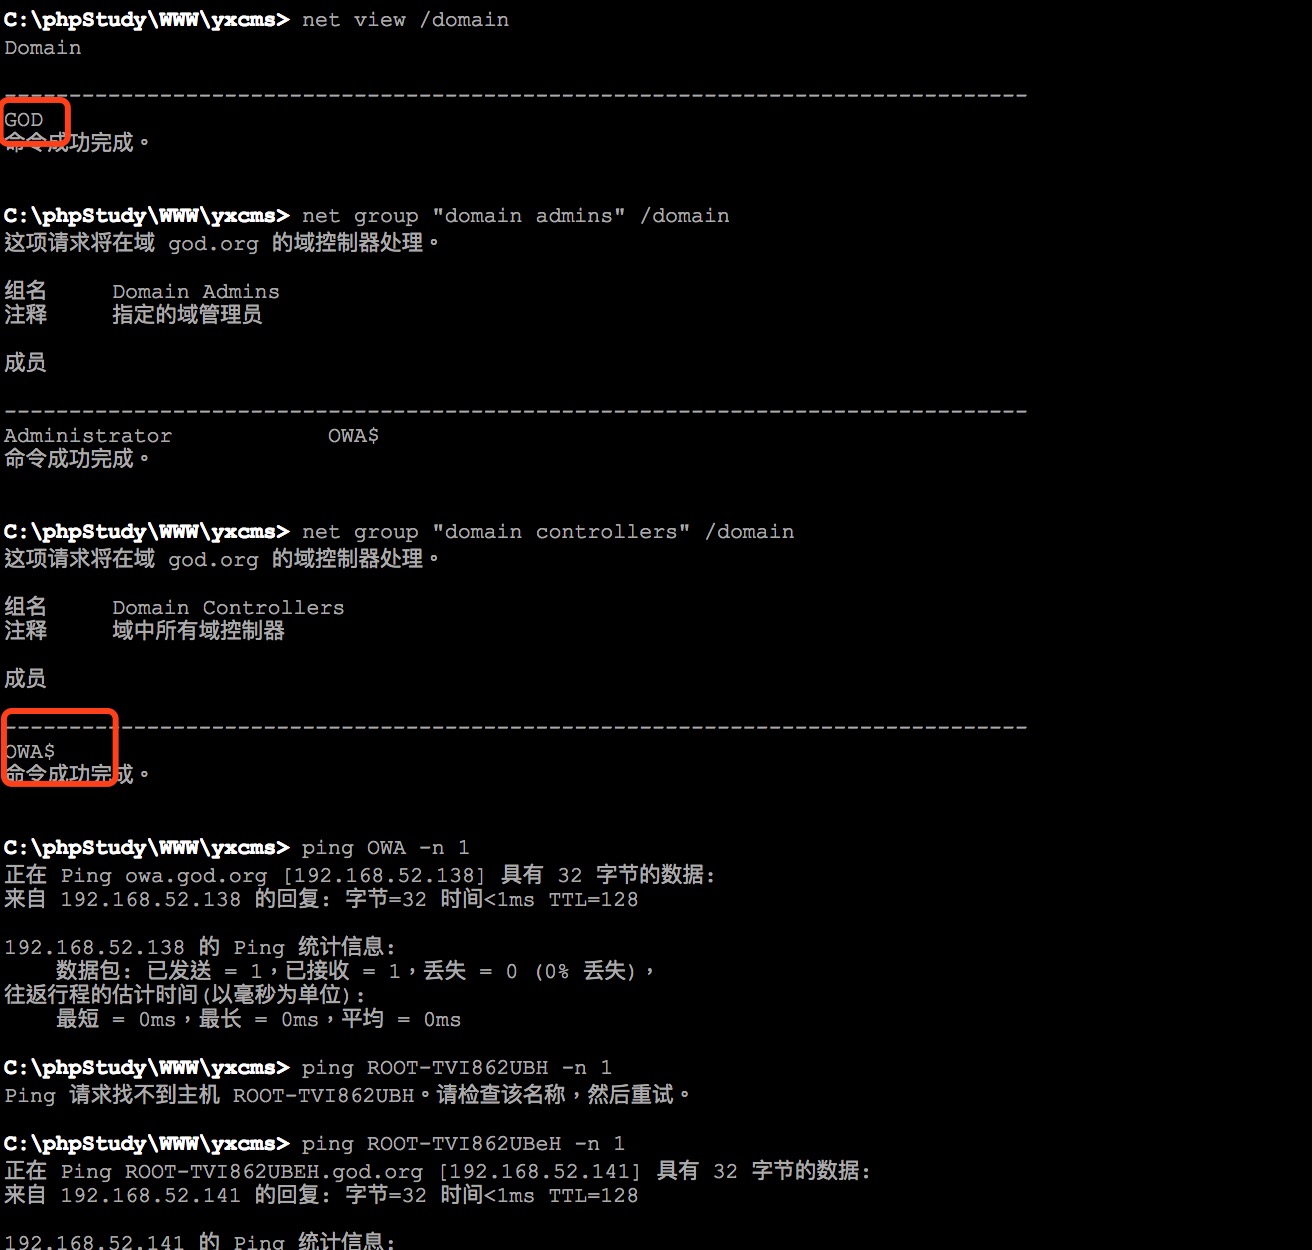 C:\phpStudy\WWW\yxcms> net view /domain
Domain
-------------------------------------------------------------------------------
GOD
命令成功完成。
C:\phpStudy\WWW\yxcms> net group "domain admins" /domain
这项请求将在域 god.org 的域控制器处理。
组名     Domain Admins
注释     指定的域管理员
成员
-------------------------------------------------------------------------------
Administrator            OWA$
命令成功完成。
C:\phpStudy\WWW\yxcms> net group "domain controllers" /domain
这项请求将在域 god.org 的域控制器处理。
组名     Domain Controllers
注释     域中所有域控制器
成员
-------------------------------------------------------------------------------
OWA$
命令成功完成。
C:\phpStudy\WWW\yxcms> ping OWA -n 1
正在 Ping owa.god.org [192.168.52.138] 具有 32 字节的数据:
来自 192.168.52.138 的回复: 字节=32 时间<1ms TTL=128
192.168.52.138 的 Ping 统计信息:
    数据包: 已发送 = 1，已接收 = 1，丢失 = 0 (0% 丢失)，
往返行程的估计时间(以毫秒为单位):
    最短 = 0ms，最长 = 0ms，平均 = 0ms
C:\phpStudy\WWW\yxcms> ping ROOT-TVI862UBH -n 1
Ping 请求找不到主机 ROOT-TVI862UBH。请检查该名称，然后重试。
C:\phpStudy\WWW\yxcms> ping ROOT-TVI862UBeH -n 1
正在 Ping ROOT-TVI862UBEH.god.org [192.168.52.141] 具有 32 字节的数据:
来自 192.168.52.141 的回复: 字节=32 时间<1ms TTL=128
192.168.52.141 的 Ping 统计信息: